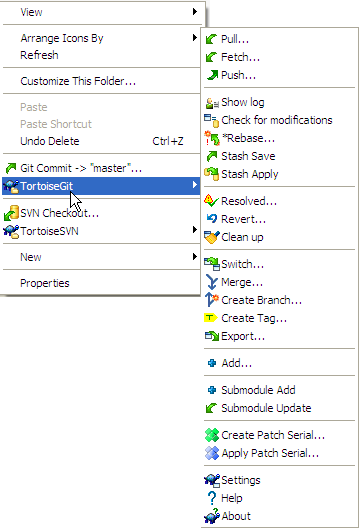 View
Arrange Icons By
Refresh
Customize This Folder...
Paste
Paste Shortcut
Undo Delete Ctrl+Z
Git Commit -> "master"...
TortoiseGit
SVN Checkout...
TortoiseSVN
New
Properties
Pull...
Fetch...
Push...
Show log
Check for modifications
*Rebase...
Stash Save
Stash Apply
Resolved...
Revert...
Clean up
Switch...
Merge...
Create Branch...
Create Tag...
Export...
Add...
Submodule Add
Submodule Update
Create Patch Serial...
Apply Patch Serial...
Settings
Help
About